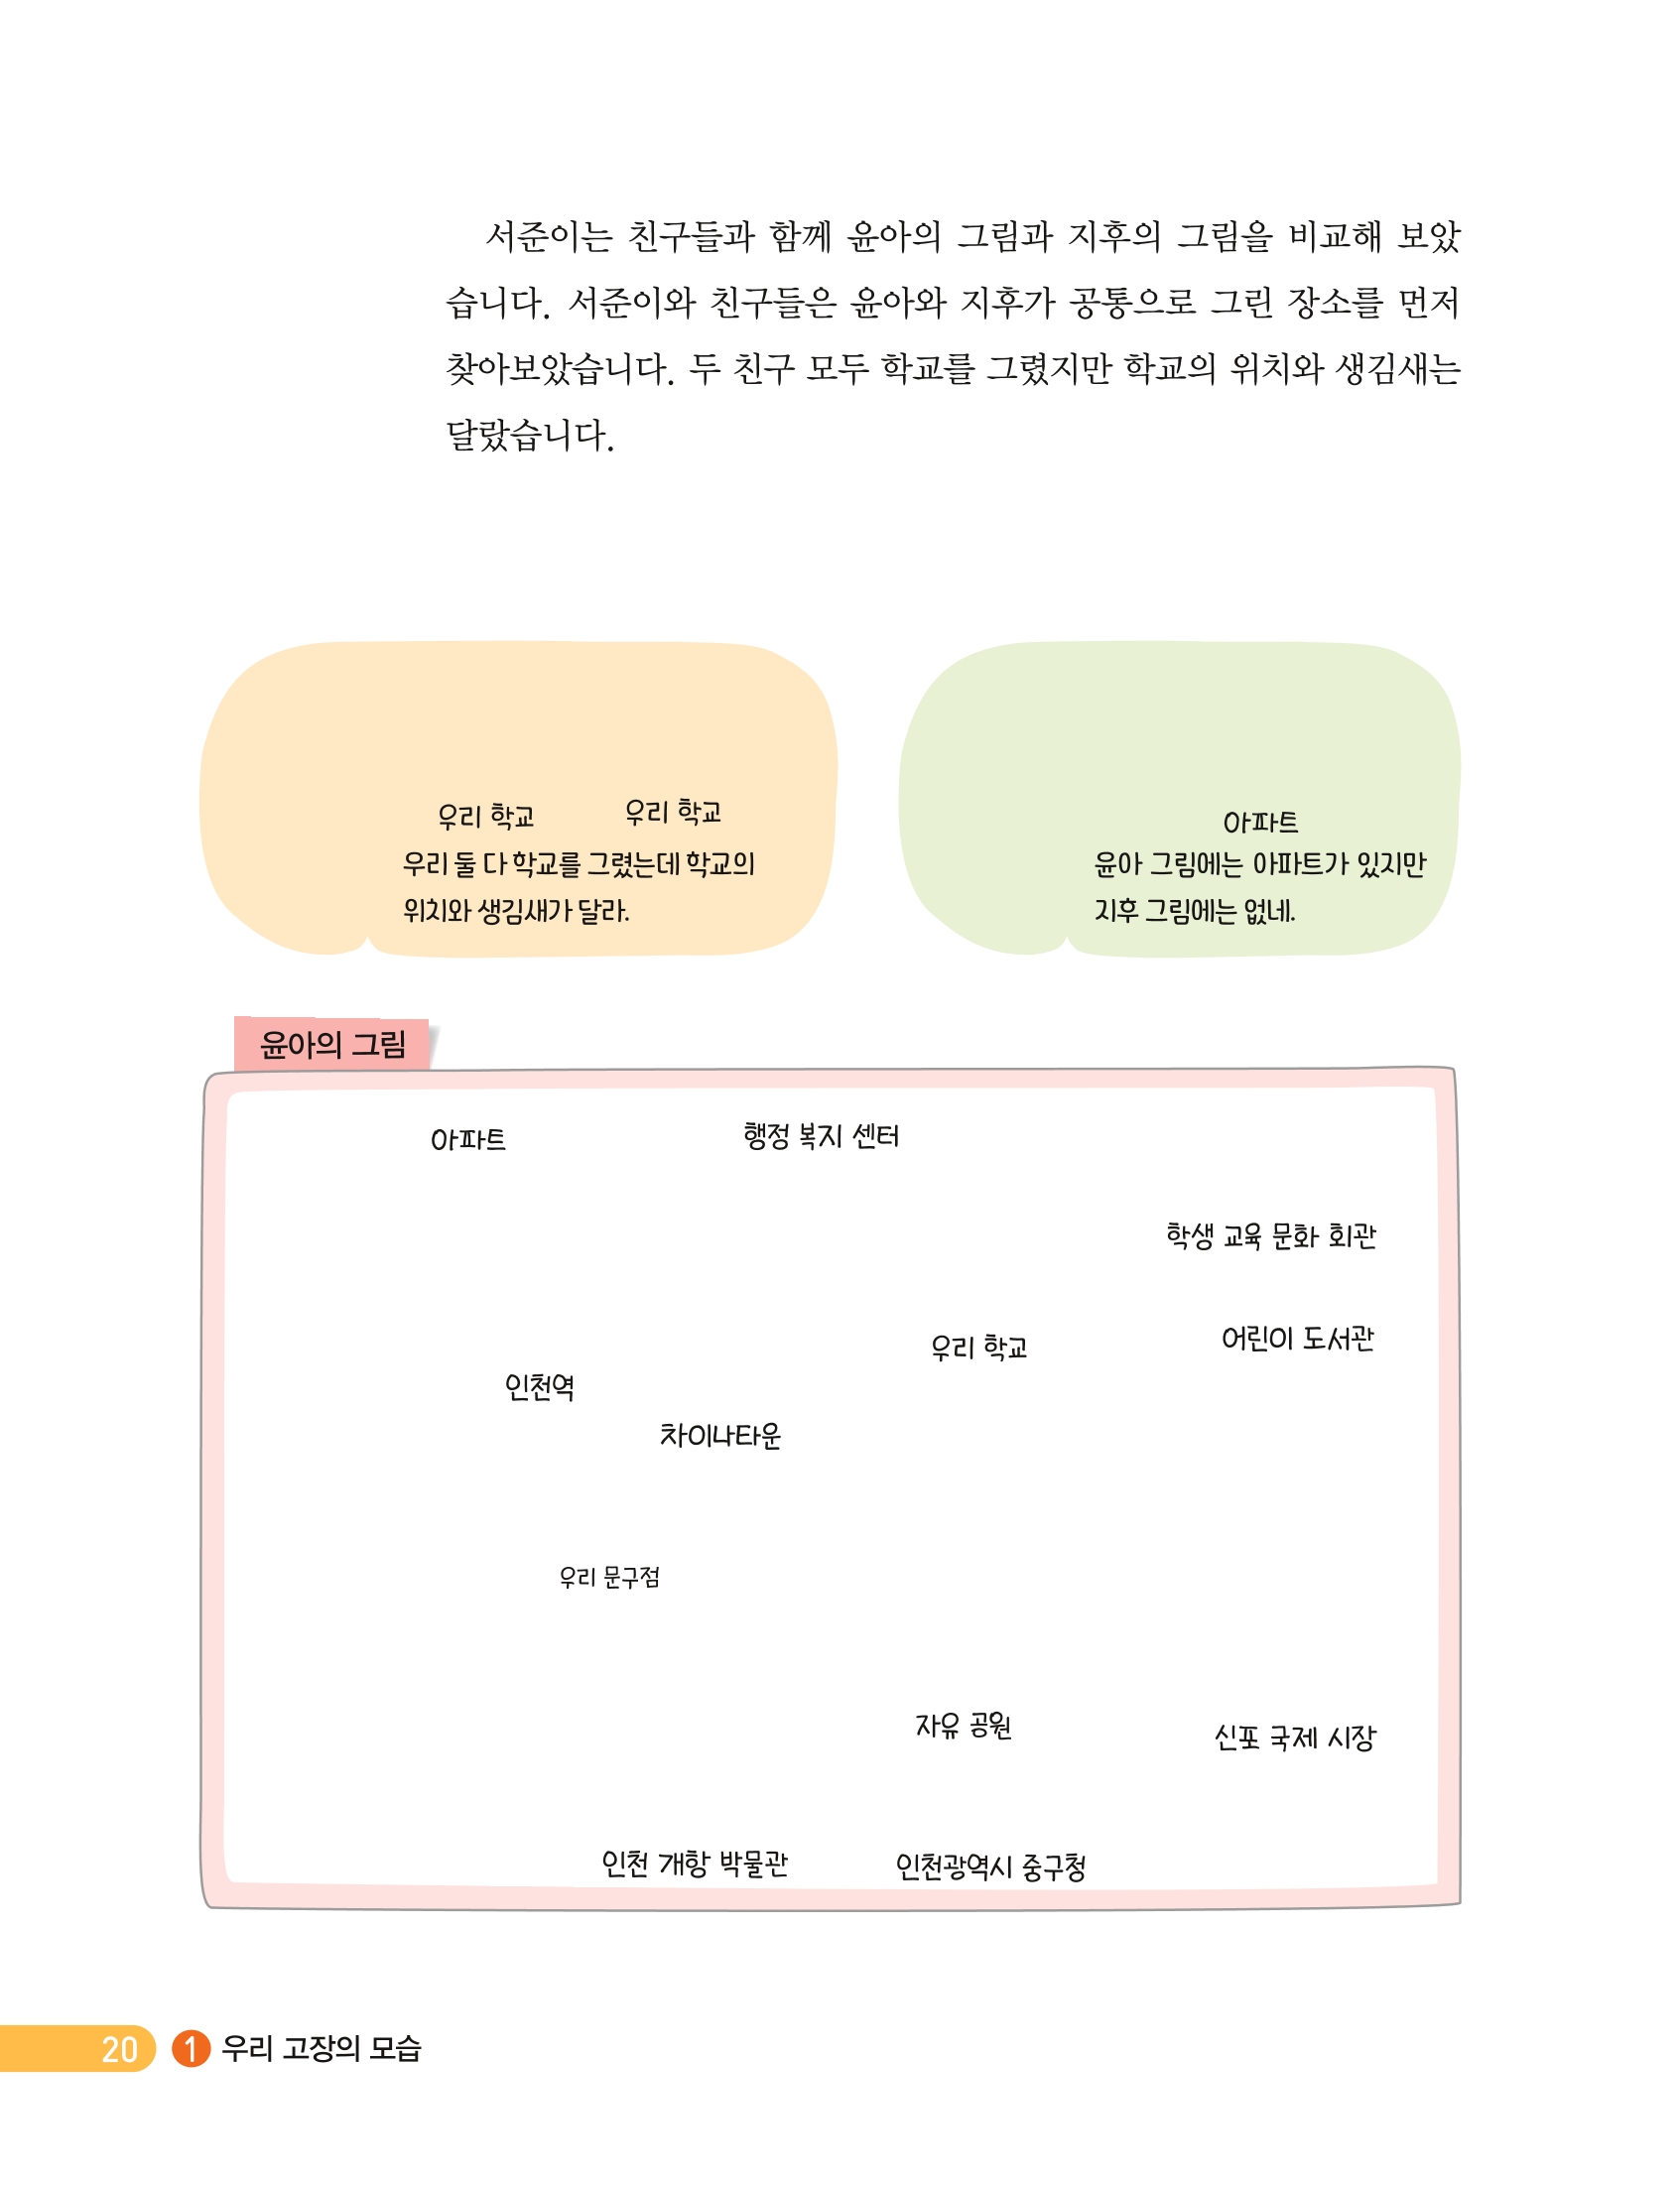 서준이는 친구들과 함께 윤아의 그림과 지후의 그림을 비교해 보았
습니다. 서준이와 친구들은 윤아와 지후가 공통으로 그린 장소를 먼저
찾아보았습니다. 두 친구 모두 학교를 그렸지만 학교의 위치와 생김새는
달랐습니다.
우리 학교
우리 학교
우리 둘 다 학교를 그렸는데 학교의
위치와 생김새가 달라.
아파트
윤아 그림에는 아파트가 있지만
지후 그림에는 없네.
윤아의 그림
아파트
행정 복지 센터
학생 교육 문화 회관
우리 학교
어린이 도서관
인천역
차이나타운
우리 문구점
자유 공원
신포 국제 시장
인천 개항 박물관
인천광역시 중구청
20 1 우리 고장의 모습